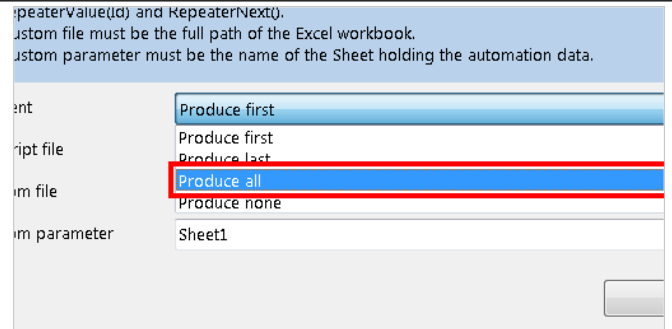 epeaterValue(Id) and RepeaterNext().
ustom file must be the full path of the Excel workbook.
ustom parameter must be the name of the Sheet holding the automation data.
ent
Produce first
Produce first
ript file
Produce last
Produce all
om file
Produce none
om parameter
Sheet1